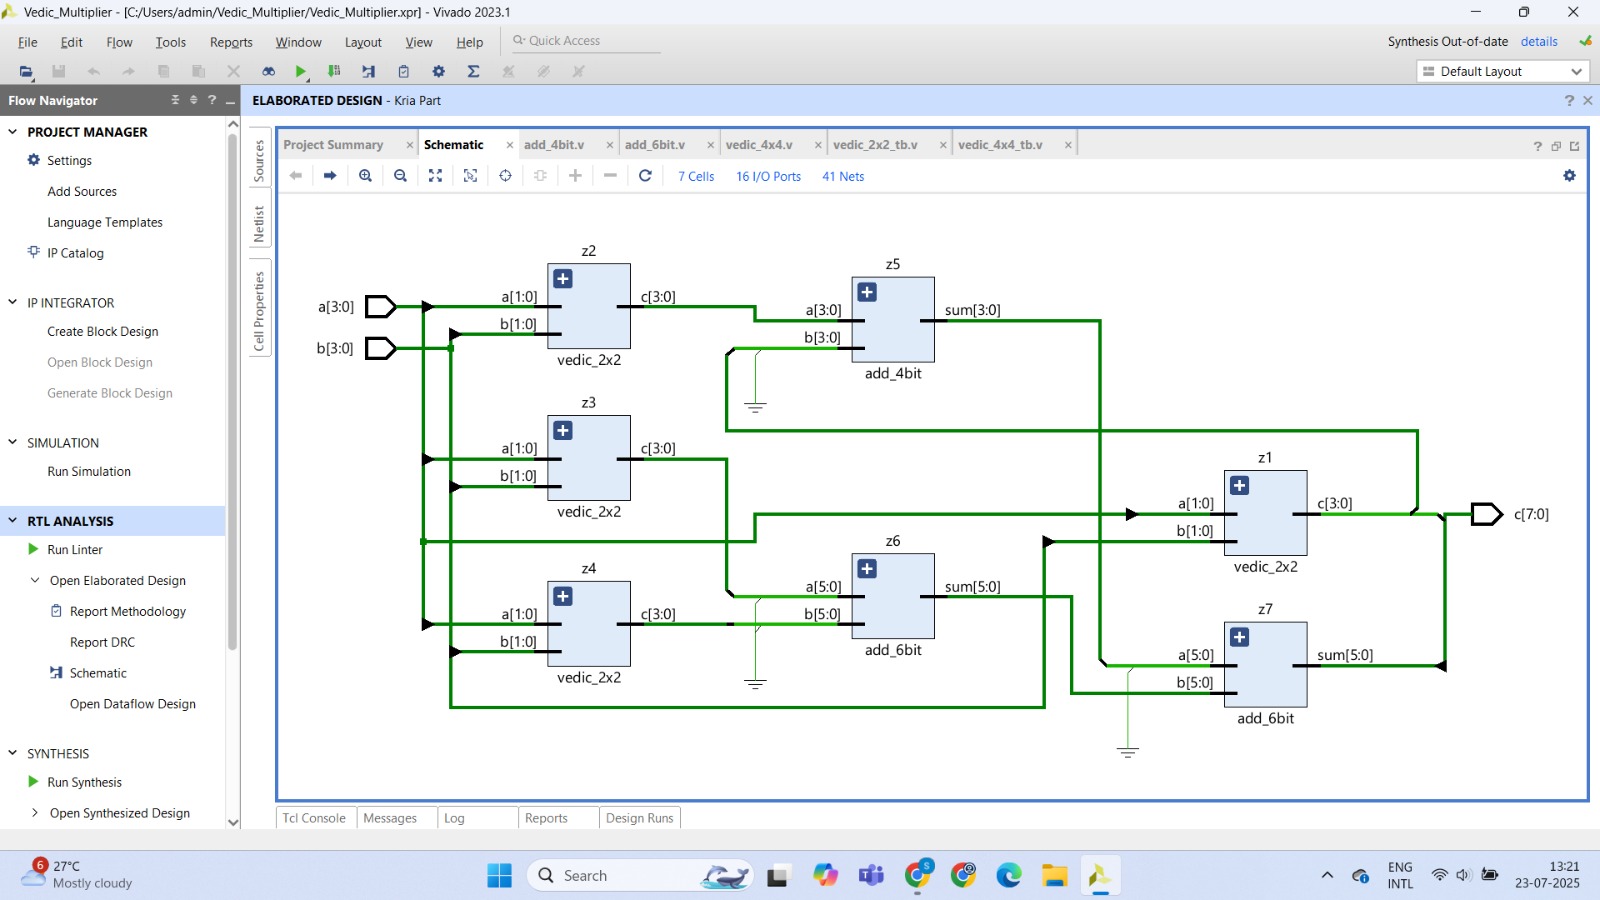 Vedic_Multiplier - [C:/Users/admin/Vedic_Multiplier/Vedic_Multiplier.xpr] - Vivado 2023.1
File Edit Flow Tools Reports Window Layout View Help Quick Access
Synthesis Out-of-date details
Default Layout
Flow Navigator
PROJECT MANAGER
Settings
Add Sources
Language Templates
IP Catalog
IP INTEGRATOR
Create Block Design
Open Block Design
Generate Block Design
SIMULATION
Run Simulation
RTL ANALYSIS
Run Linter
Open Elaborated Design
Report Methodology
Report DRC
Schematic
Open Dataflow Design
SYNTHESIS
Run Synthesis
Open Synthesized Design
ELABORATED DESIGN - Kria Part
Sources
Netlist
Cell Properties
Project Summary Schematic add_4bit.v add_6bit.v vedic_4x4.v vedic_2x2_tb.v vedic_4x4_tb.v
7 Cells 16 I/O Ports 41 Nets
a[3:0]
b[3:0]
z2
a[1:0]
b[1:0]
c[3:0]
vedic_2x2
z3
a[1:0]
b[1:0]
c[3:0]
vedic_2x2
z4
a[1:0]
b[1:0]
c[3:0]
vedic_2x2
z5
a[3:0]
b[3:0]
sum[3:0]
add_4bit
z6
a[5:0]
b[5:0]
sum[5:0]
add_6bit
z1
a[1:0]
b[1:0]
c[3:0]
vedic_2x2
z7
a[5:0]
b[5:0]
sum[5:0]
add_6bit
c[7:0]
Tcl Console Messages Log Reports Design Runs
6
27°C
Mostly cloudy
Search
S
ENG
INTL
13:21
23-07-2025